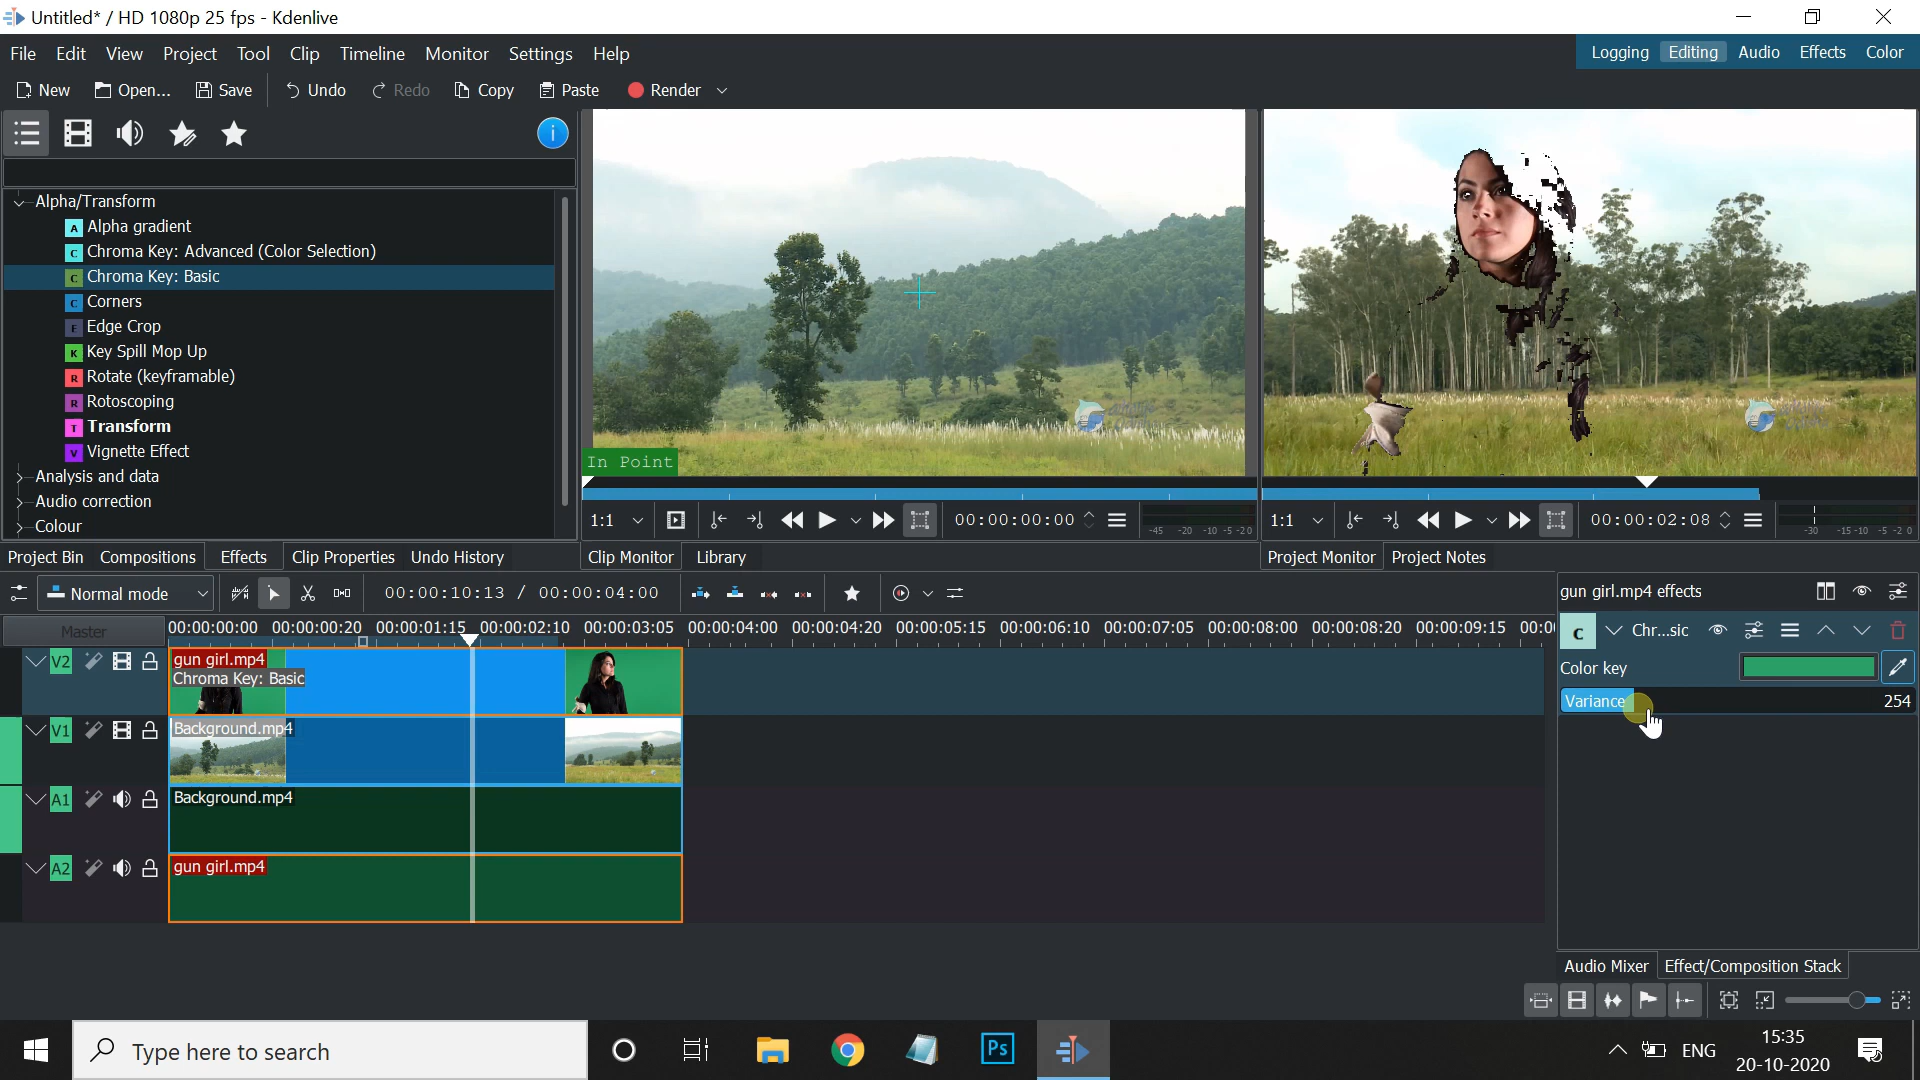 Untitled* / HD 1080p 25 fps - Kdenlive
File Edit View Project Tool Clip Timeline Monitor Settings Help
Logging Editing Audio Effects Color
New Open... Save Undo Redo Copy Paste Render
Alpha/Transform
A Alpha gradient
C Chroma Key: Advanced (Color Selection)
C Chroma Key: Basic
C Corners
E Edge Crop
K Key Spill Mop Up
R Rotate (keyframable)
R Rotoscoping
T Transform
V Vignette Effect
Analysis and data
Audio correction
Colour
In Point
1:1 00:00:00:00 -45 -20 -10 -5 -2 0
1:1 00:00:02:08 -30 -15 -10 -5 -2 0
Project Bin Compositions Effects Clip Properties Undo History
Clip Monitor Library
Project Monitor Project Notes
Normal mode 00:00:10:13 / 00:00:04:00
Master
00:00:00:00 00:00:00:20 00:00:01:15 00:00:02:10 00:00:03:05 00:00:04:00 00:00:04:20 00:00:05:15 00:00:06:10 00:00:07:05 00:00:08:00 00:00:08:20 00:00:09:15 00:00
V2 gun girl.mp4
Chroma Key: Basic
V1 Background.mp4
A1 Background.mp4
A2 gun girl.mp4
gun girl.mp4 effects
C Chr...sic
Color key
Variance 254
Audio Mixer Effect/Composition Stack
Type here to search
Ps
ENG
15:35
20-10-2020